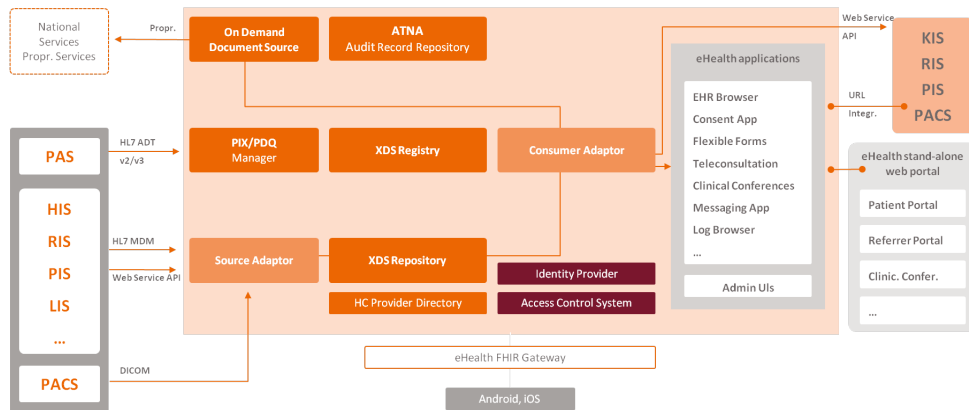 National
Services
Propr. Services
Propr.
On Demand
Document Source
ATNA
Audit Record Repository
Web Service
API
KIS
RIS
PIS
PACS
eHealth applications
EHR Browser
Consent App
Flexible Forms
Teleconsultation
Clinical Conferences
Messaging App
Log Browser
...
Admin UIs
URL
Integr.
PAS
HL7 ADT
v2/v3
PIX/PDQ
Manager
XDS Registry
Consumer Adaptor
eHealth stand-alone
web portal
Patient Portal
Referrer Portal
Clinic. Confer.
...
HIS
RIS
PIS
LIS
...
HL7 MDM
Web Service API
Source Adaptor
XDS Repository
Identity Provider
HC Provider Directory
Access Control System
PACS
DICOM
eHealth FHIR Gateway
Android, iOS